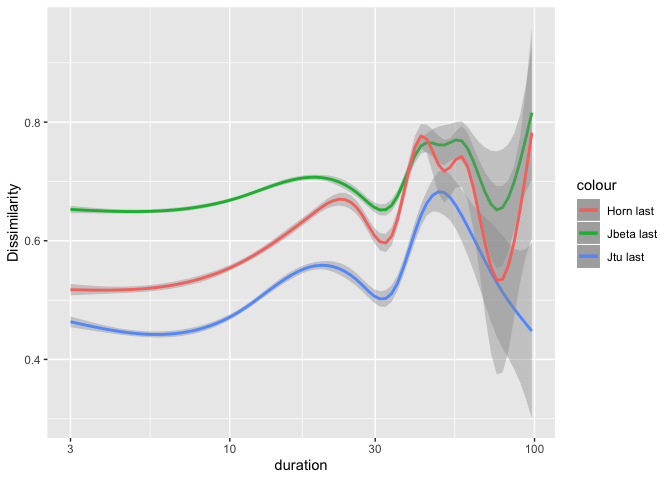 0.8
0.6
0.4
Dissimilarity
3
10
30
100
duration
colour
Horn last
Jbeta last
Jtu last